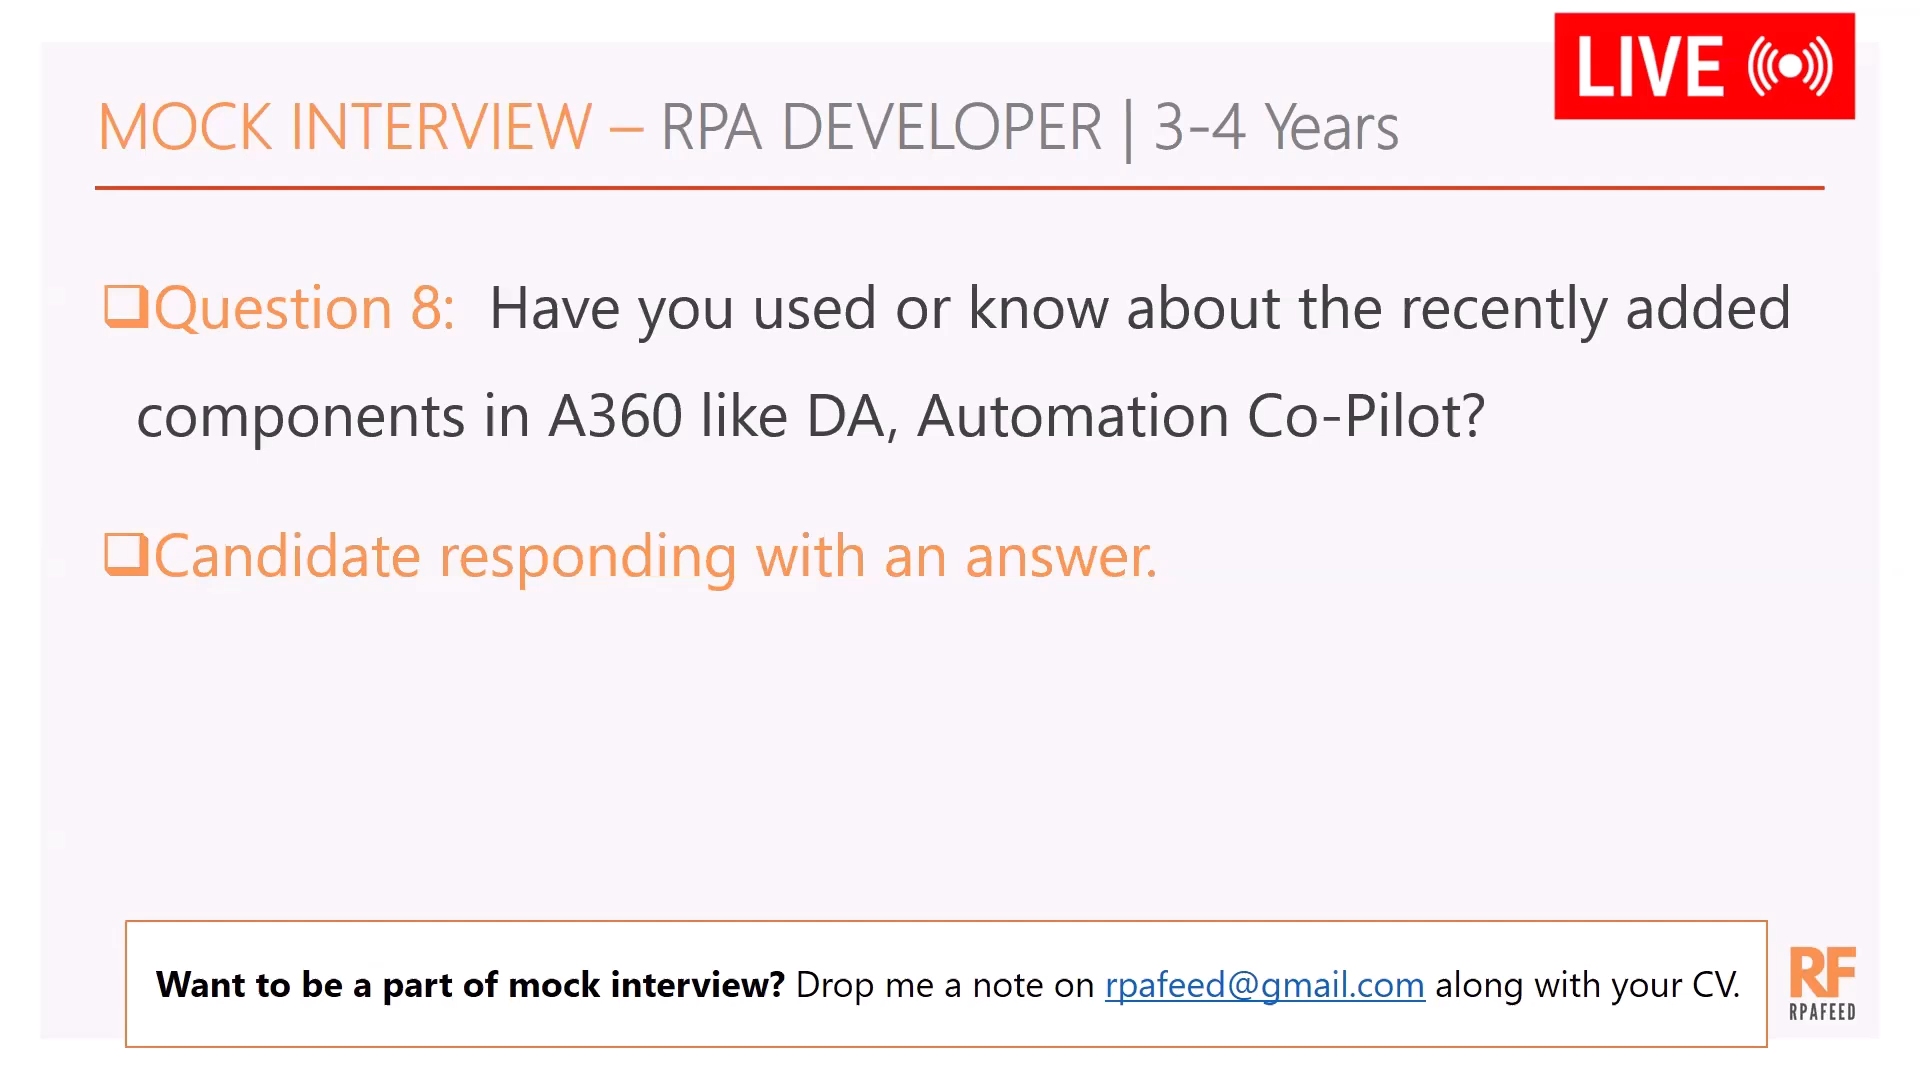 LIVE
MOCK INTERVIEW – RPA DEVELOPER | 3-4 Years
❑Question 8: Have you used or know about the recently added
components in A360 like DA, Automation Co-Pilot?
❑Candidate responding with an answer.
Want to be a part of mock interview? Drop me a note on rpafeed@gmail.com along with your CV.
RF
RPAFEED